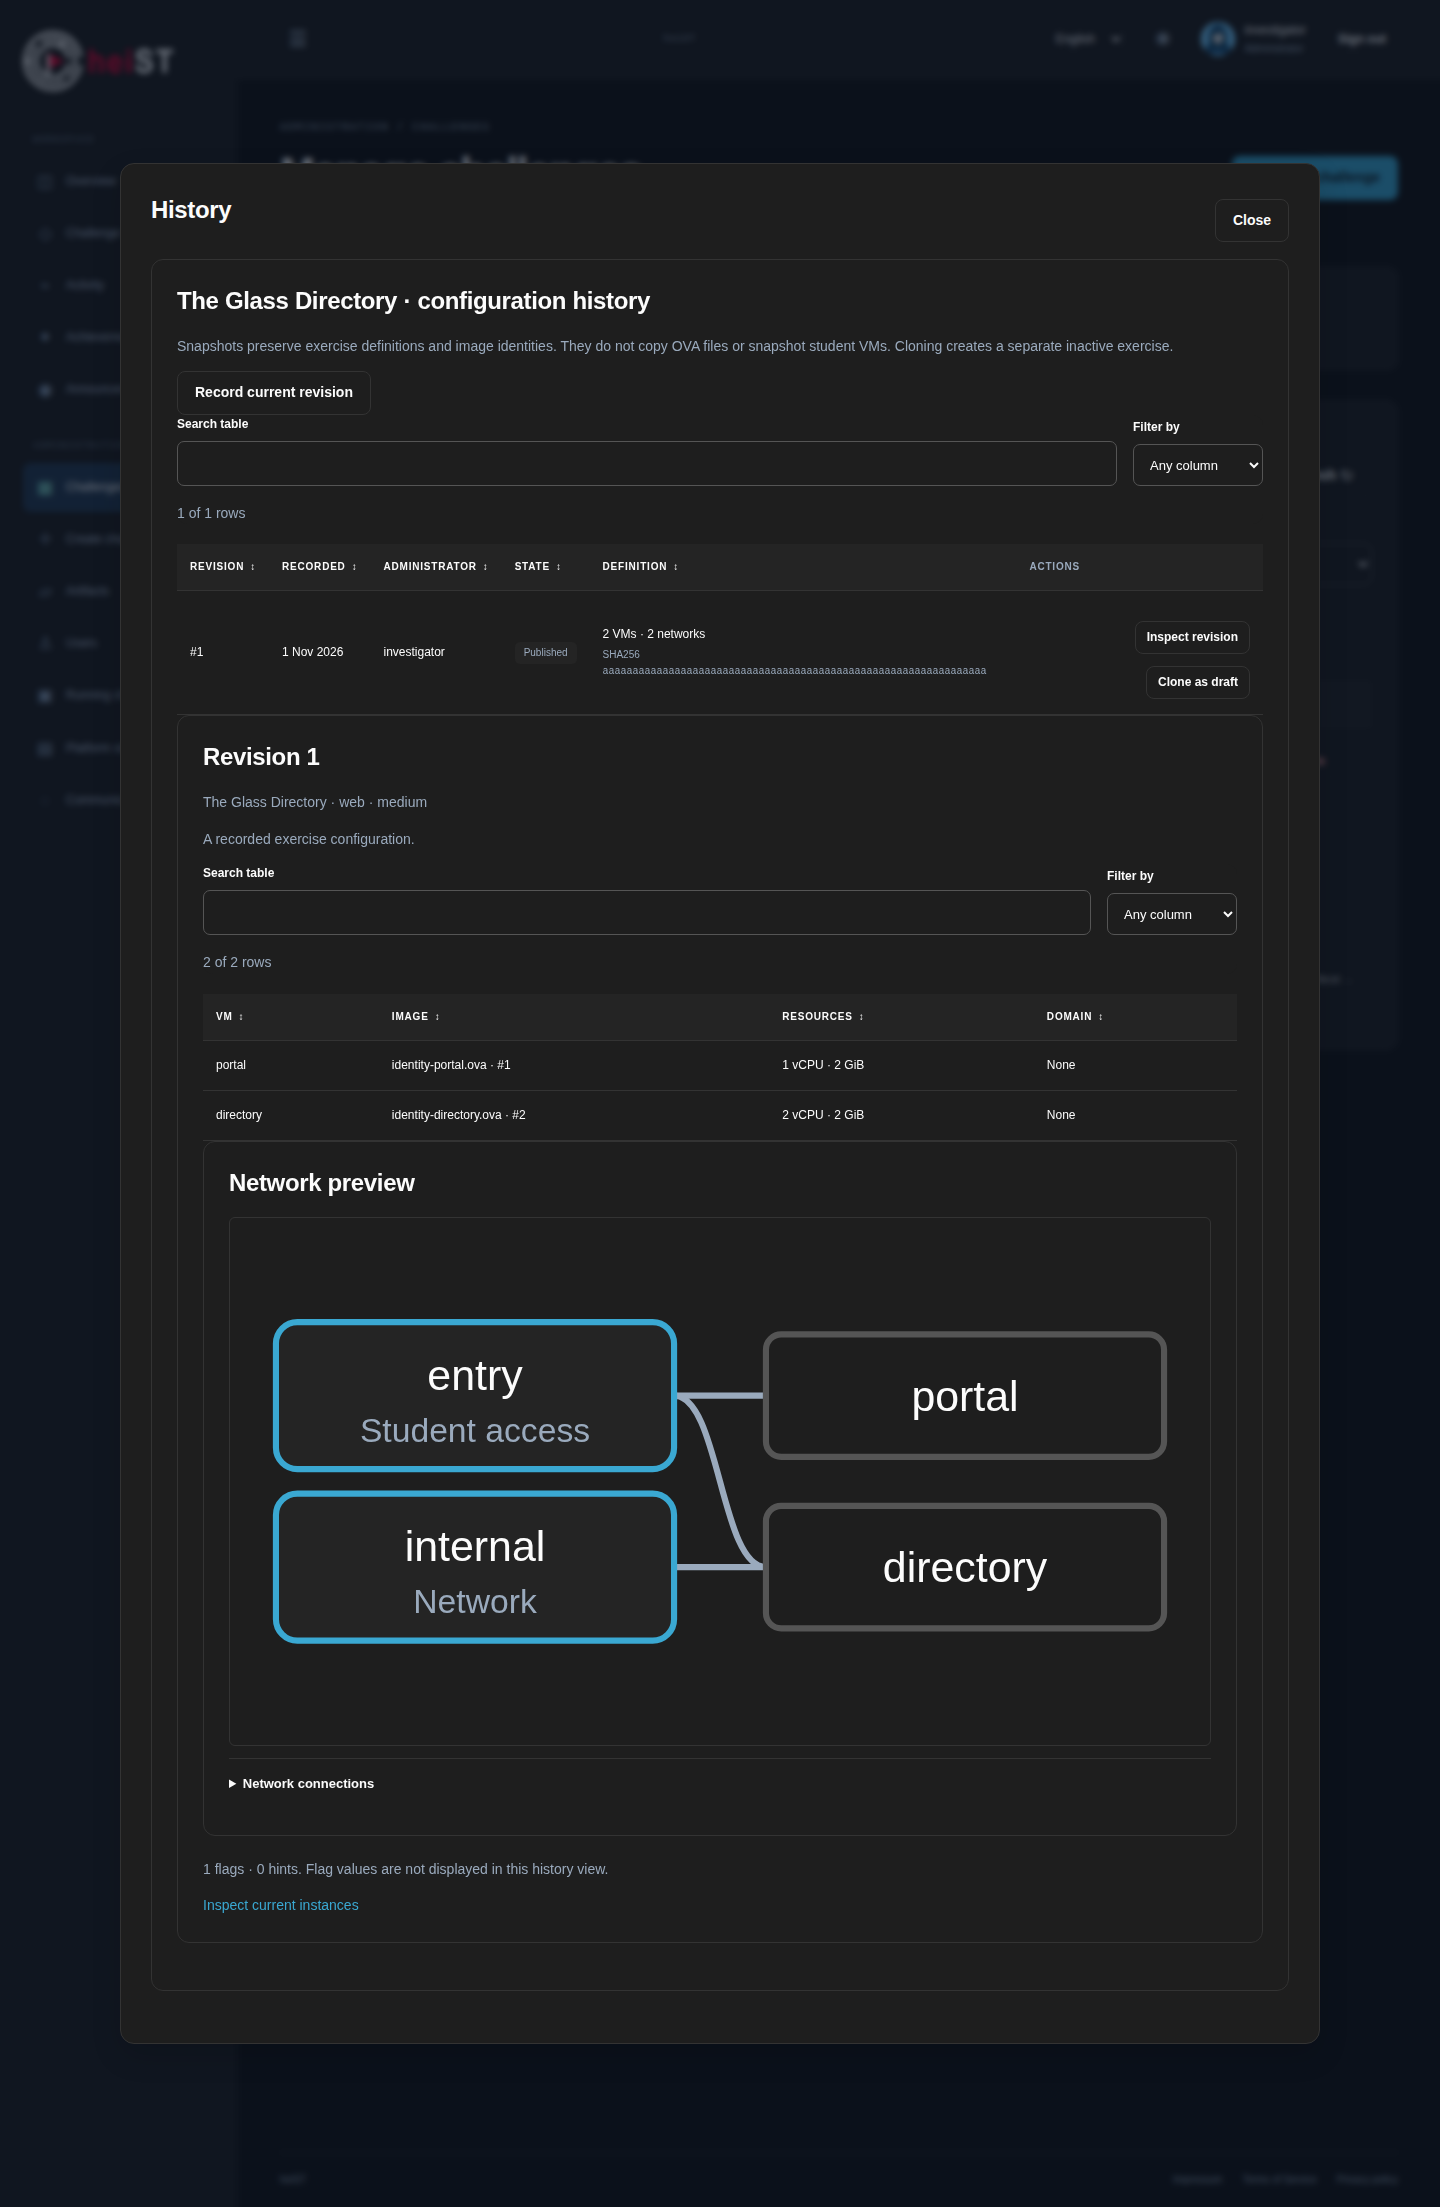 heiST
English
Sign out
History
Close
The Glass Directory · configuration history
Snapshots preserve exercise definitions and image identities. They do not copy OVA files or snapshot student VMs. Cloning creates a separate inactive exercise.
Record current revision
Search table
Filter by
Any column
1 of 1 rows
REVISION ↕ RECORDED ↕ ADMINISTRATOR ↕ STATE ↕ DEFINITION ↕ ACTIONS
#1 1 Nov 2026 investigator Published 2 VMs · 2 networks
SHA256
aaaaaaaaaaaaaaaaaaaaaaaaaaaaaaaaaaaaaaaaaaaaaaaaaaaaaaaaaaaaaaaa
Inspect revision
Clone as draft
Revision 1
The Glass Directory · web · medium
A recorded exercise configuration.
Search table
Filter by
Any column
2 of 2 rows
VM ↕ IMAGE ↕ RESOURCES ↕ DOMAIN ↕
portal identity-portal.ova · #1 1 vCPU · 2 GiB None
directory identity-directory.ova · #2 2 vCPU · 2 GiB None
Network preview
entry
Student access
portal
internal
Network
directory
Network connections
1 flags · 0 hints. Flag values are not displayed in this history view.
Inspect current instances